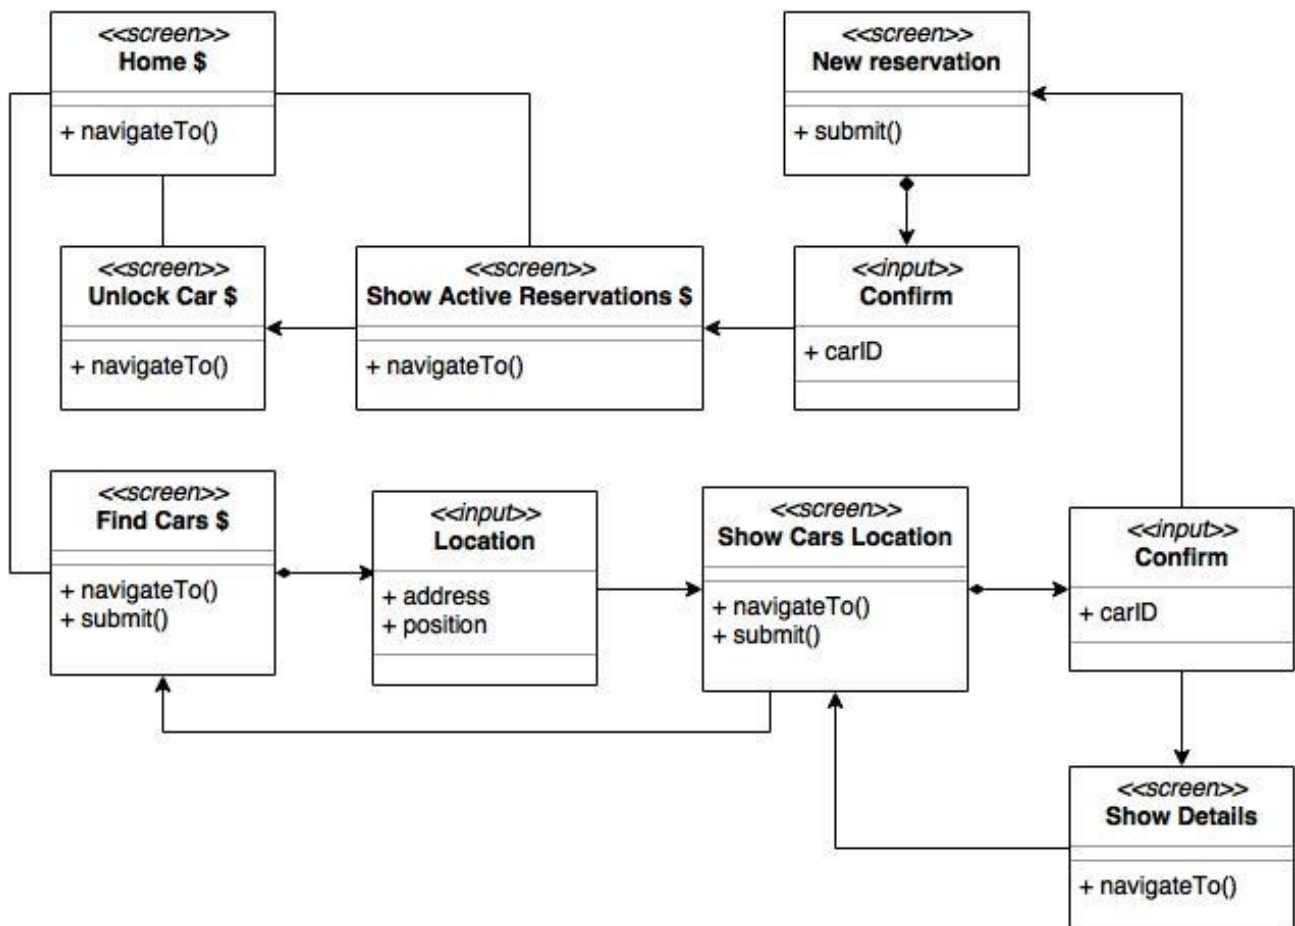 <<screen>>
Home $
+ navigateTo()
<<screen>>
New reservation
+ submit()
<<screen>>
Unlock Car $
+ navigateTo()
<<screen>>
Show Active Reservations $
+ navigateTo()
<<input>>
Confirm
+ carID
<<screen>>
Find Cars $
+ navigateTo()
+ submit()
<<input>>
Location
+ address
+ position
<<screen>>
Show Cars Location
+ navigateTo()
+ submit()
<<input>>
Confirm
+ carID
<<screen>>
Show Details
+ navigateTo()